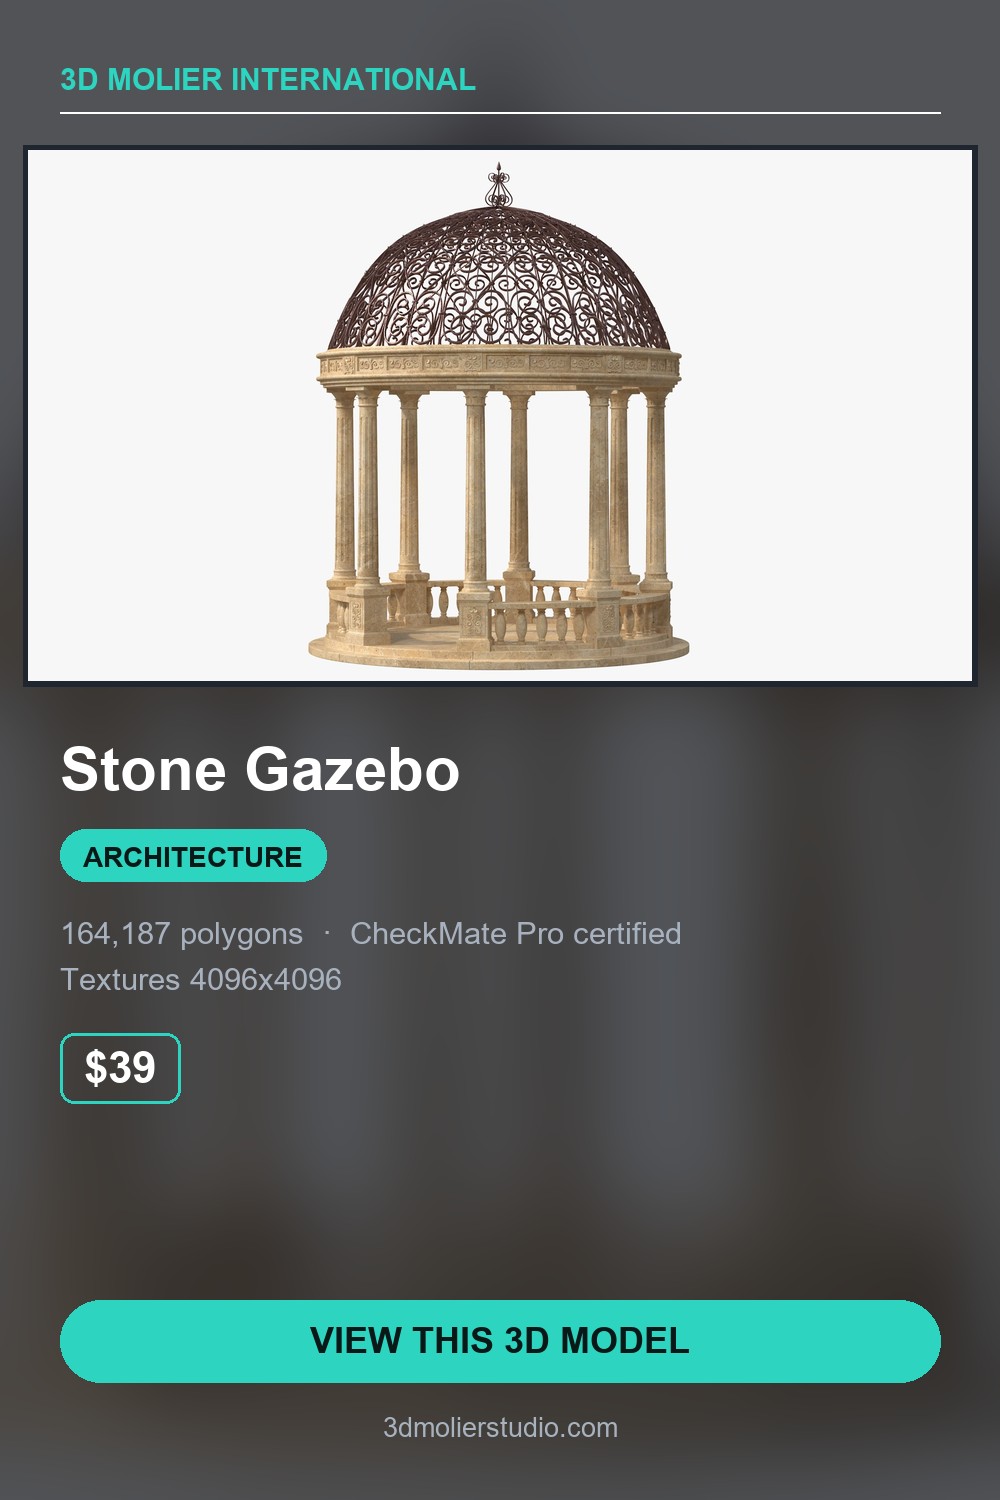 3D MOLIER INTERNATIONAL
Stone Gazebo
ARCHITECTURE
164,187 polygons · CheckMate Pro certified
Textures 4096x4096
$39
VIEW THIS 3D MODEL
3dmolierstudio.com